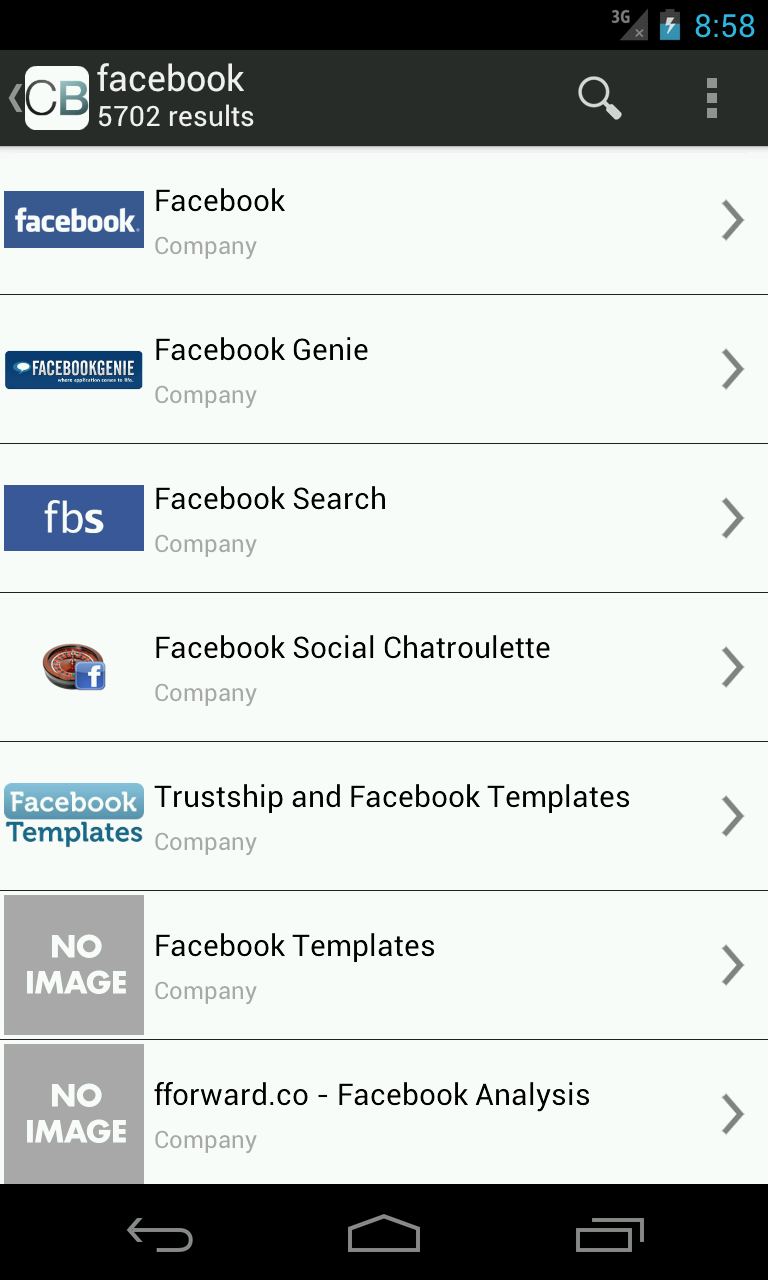 3G
8:58
CB
facebook
5702 results
facebook.
Facebook
Company
FACEBOOKGENIE
where application comes to life.
Facebook Genie
Company
fbs
Facebook Search
Company
f
Facebook Social Chatroulette
Company
Facebook
Templates
Trustship and Facebook Templates
Company
NO
IMAGE
Facebook Templates
Company
NO
IMAGE
fforward.co - Facebook Analysis
Company